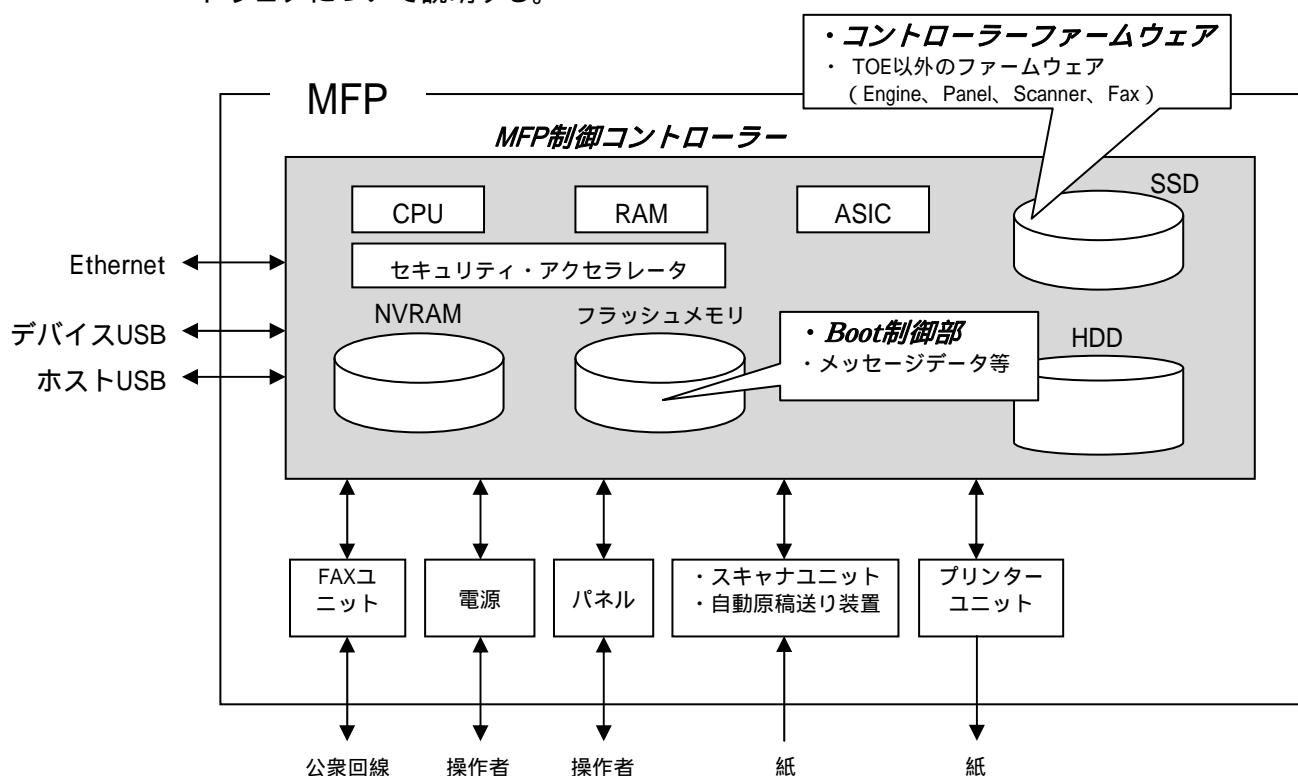 ・コントローラーファームウェア
・ TOE以外のファームウェア
（Engine、Panel、Scanner、Fax）
MFP
MFP制御コントローラー
SSD
CPU
RAM
ASIC
Ethernet
セキュリティ・アクセラレータ
NVRAM
フラッシュメモリ
・Boot制御部
・メッセージデータ等
HDD
デバイスUSB
ホストUSB
FAXユ
ニット
電源
パネル
・スキャナユニット
・自動原稿送り装置
プリンター
ユニット
公衆回線
操作者
操作者
紙
紙